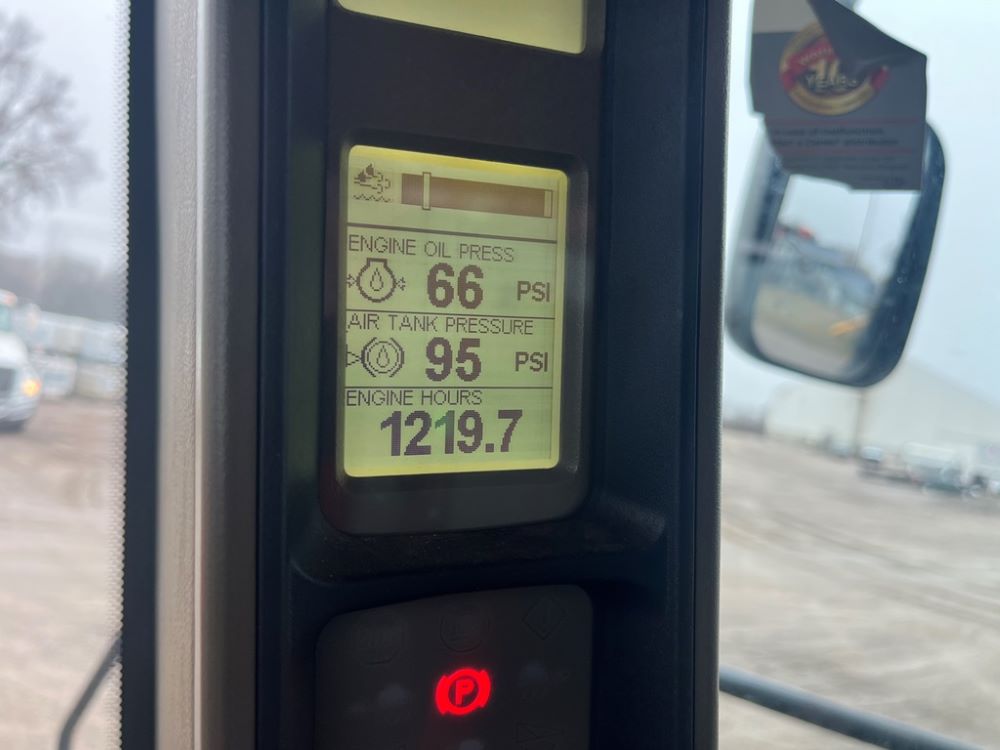 ENGINE OIL PRESS
66 PSI
AIR TANK PRESSURE
95 PSI
ENGINE HOURS
1219.7
P